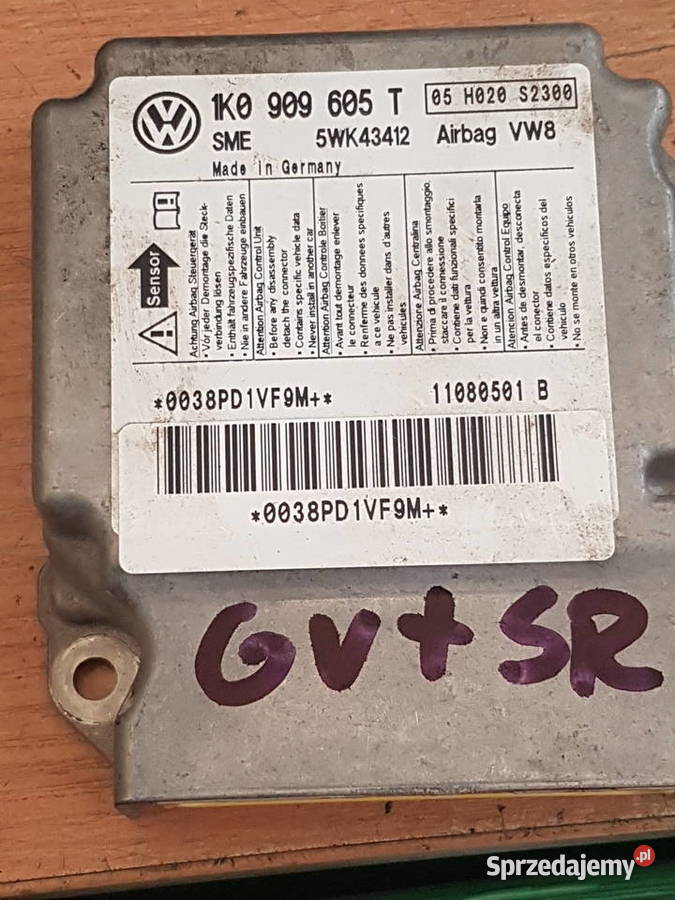 1K0 909 605 T
05 H020 S2300
SME 5WK43412 Airbag VW8
Made in Germany
Sensor
Achtung Airbag Steuergerät
• Vor jeder Demontage die Steck-
verbindung lösen
• Enthält fahrzeugspezifische Daten
• Nie in andere Fahrzeuge einbauen
Attention Airbag Control Unit
• Before any disassembly
detach the connector
• Contains specific vehicle data
• Never install in another car
Attention Airbag Controle Boitier
• Avant tout demontage enlever
le connecteur
• Renferme des donnees specifiques
a ce vehicule
• Ne pas installer dans d'autres
vehicules
Attenzione Airbag Centralina
• Prima di procedere allo smontaggio,
staccare il connessione
• Contiene dati funzionali specifici
per la vettura
• Non e quindi consentito montarla
in un altra vettura
Atencion Airbag Control Equipo
• Antes de desmontar, desconecta
el conector
• Contiene datos especificos del
vehiculo
• No se monte en otros vehiculos
*0038PD1VF9M+* 11080501 B
*0038PD1VF9M+*
GV+SR
Sprzedajemy.pl